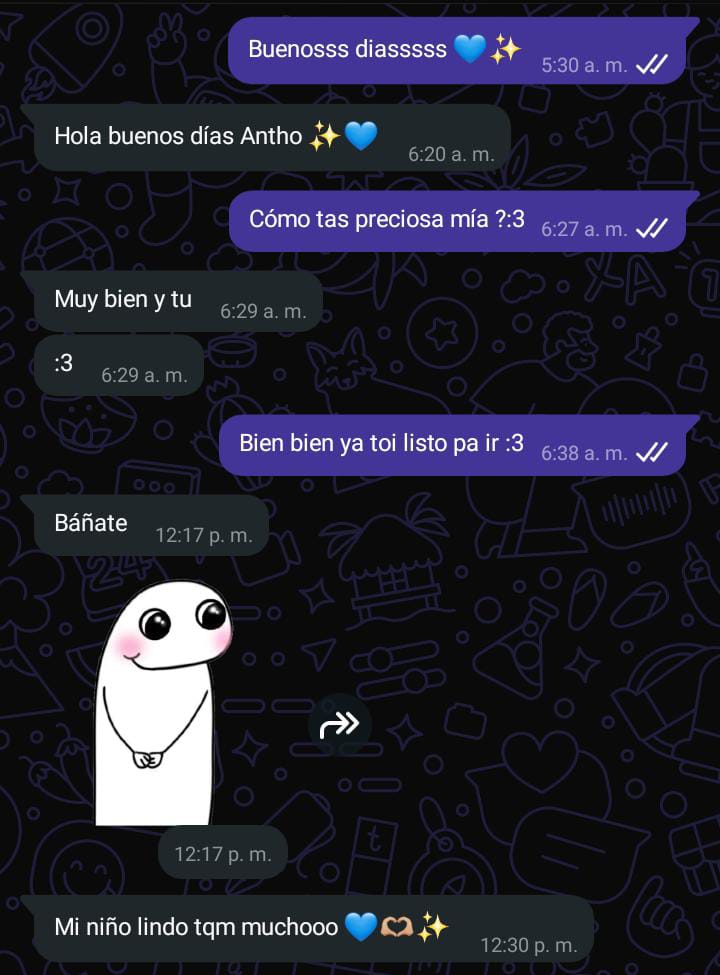 Buenosss diasssss 💙✨ 5:30 a. m.
Hola buenos días Antho ✨💙 6:20 a. m.
Cómo tas preciosa mía ?:3 6:27 a. m.
Muy bien y tu 6:29 a. m.
:3 6:29 a. m.
Bien bien ya toi listo pa ir :3 6:38 a. m.
Báñate 12:17 p. m.
12:17 p. m.
Mi niño lindo tqm muchooo 💙🫶🏼✨ 12:30 p. m.